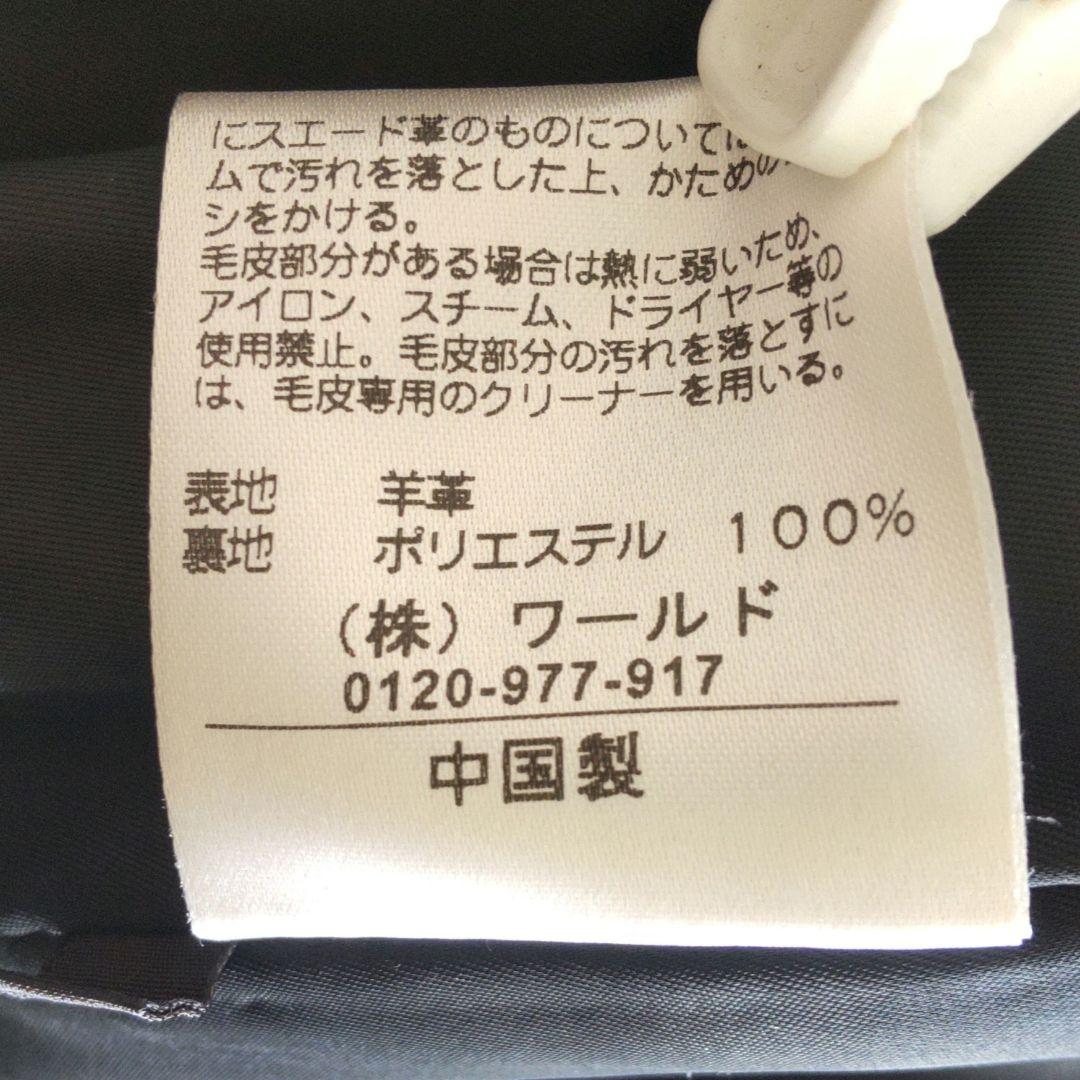 にスエード革のものについては
ムで汚れを落とした上、かための
シをかける。
毛皮部分がある場合は熱に弱いため、
アイロン、スチーム、ドライヤー等の
使用禁止。毛皮部分の汚れを落とすに
は、毛皮専用のクリーナーを用いる。
表地 羊革
裏地 ポリエステル １００％
（株）ワールド
0120-977-917
中国製